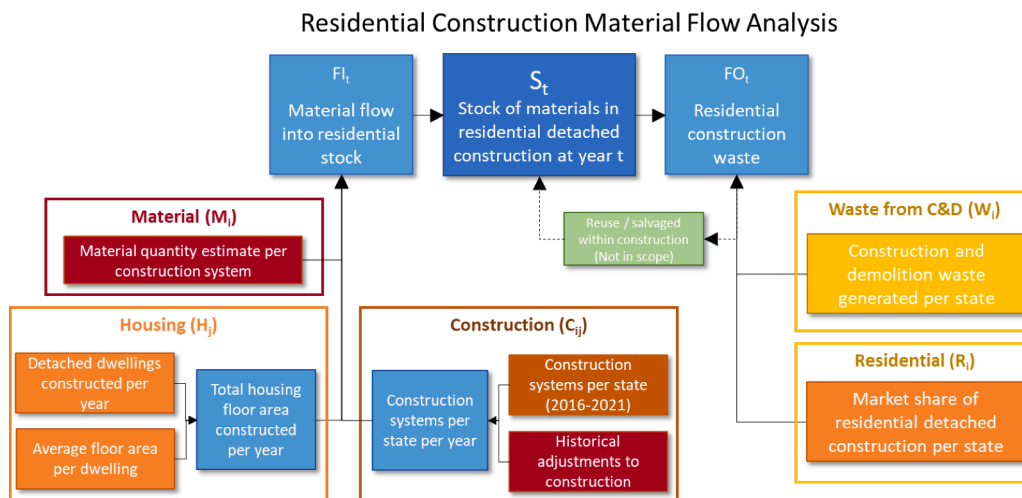 Residential Construction Material Flow Analysis
FIₜ
Material flow
into residential
stock
Sₜ
Stock of materials in
residential detached
construction at year t
FOₜ
Residential
construction
waste
Reuse / salvaged
within construction
(Not in scope)
Material (Mᵢ)
Material quantity estimate per
construction system
Housing (Hⱼ)
Detached dwellings
constructed per
year
Average floor area
per dwelling
Total housing
floor area
constructed
per year
Construction (Cᵢⱼ)
Construction
systems per
state per year
Construction
systems per state
(2016-2021)
Historical
adjustments to
construction
Waste from C&D (Wᵢ)
Construction and
demolition waste
generated per state
Residential (Rᵢ)
Market share of
residential detached
construction per state